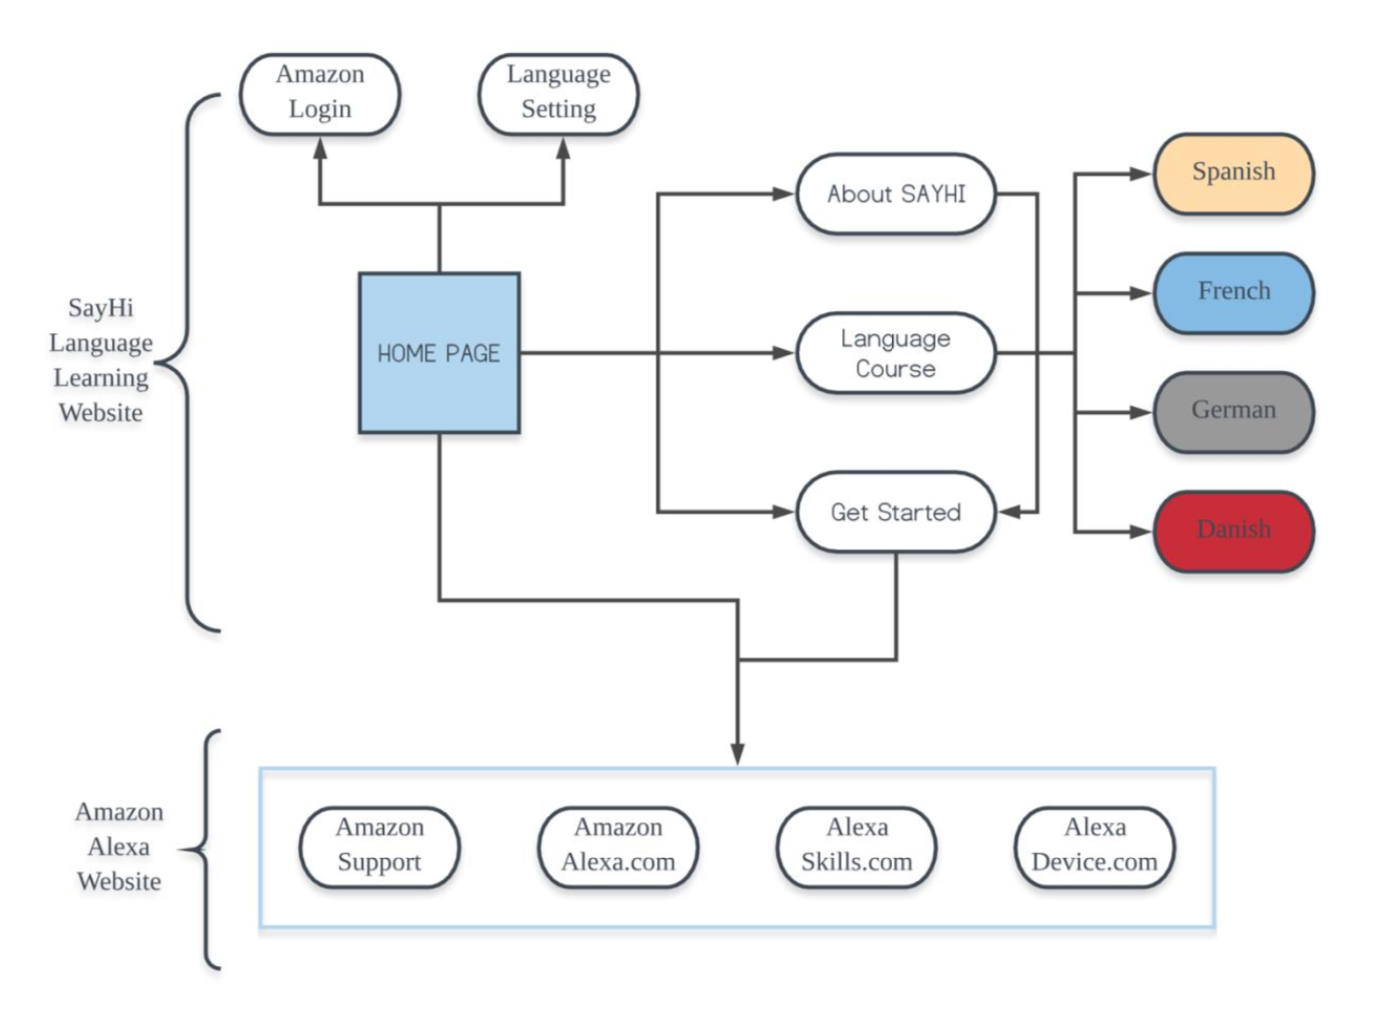 Amazon
Login
Language
Setting
About SAYHI
Spanish
French
SayHi
Language
Learning
Website
HOME PAGE
Language
Course
German
Get Started
Danish
Amazon
Alexa
Website
Amazon
Support
Amazon
Alexa.com
Alexa
Skills.com
Alexa
Device.com